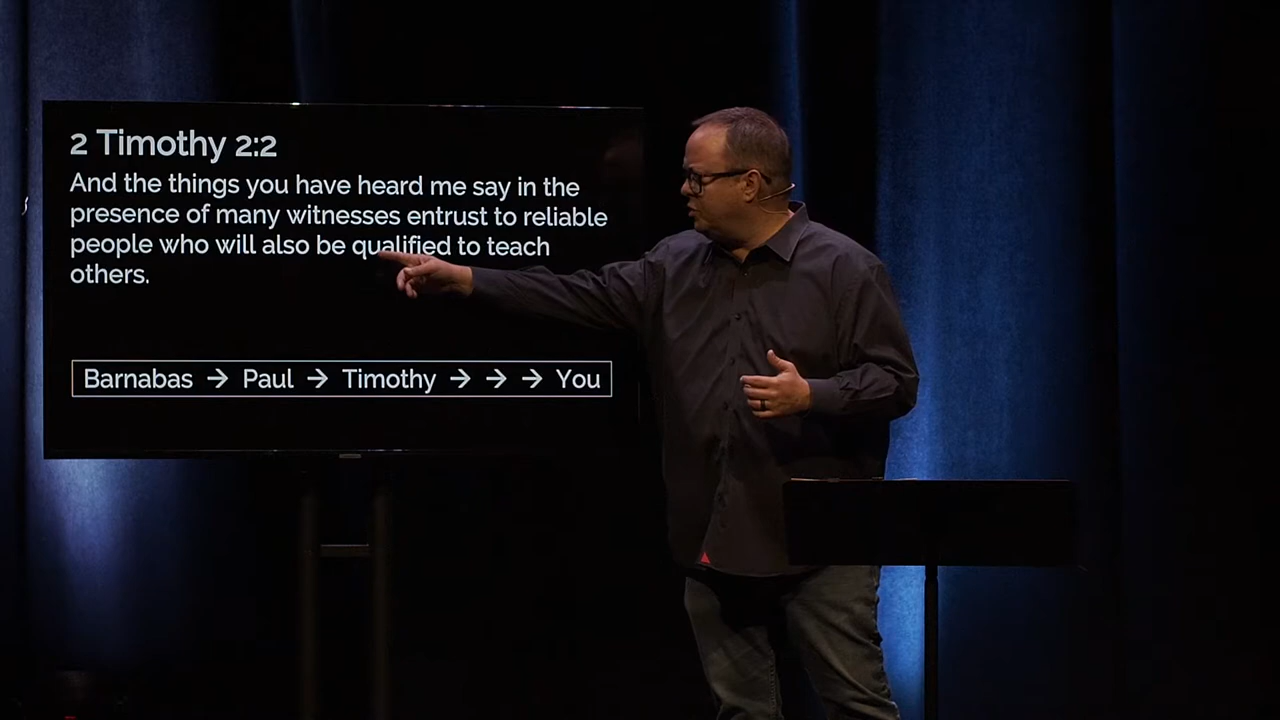 2 Timothy 2:2
And the things you have heard me say in the
presence of many witnesses entrust to reliable
people who will also be qualified to teach
others.
Barnabas → Paul → Timothy → → → You